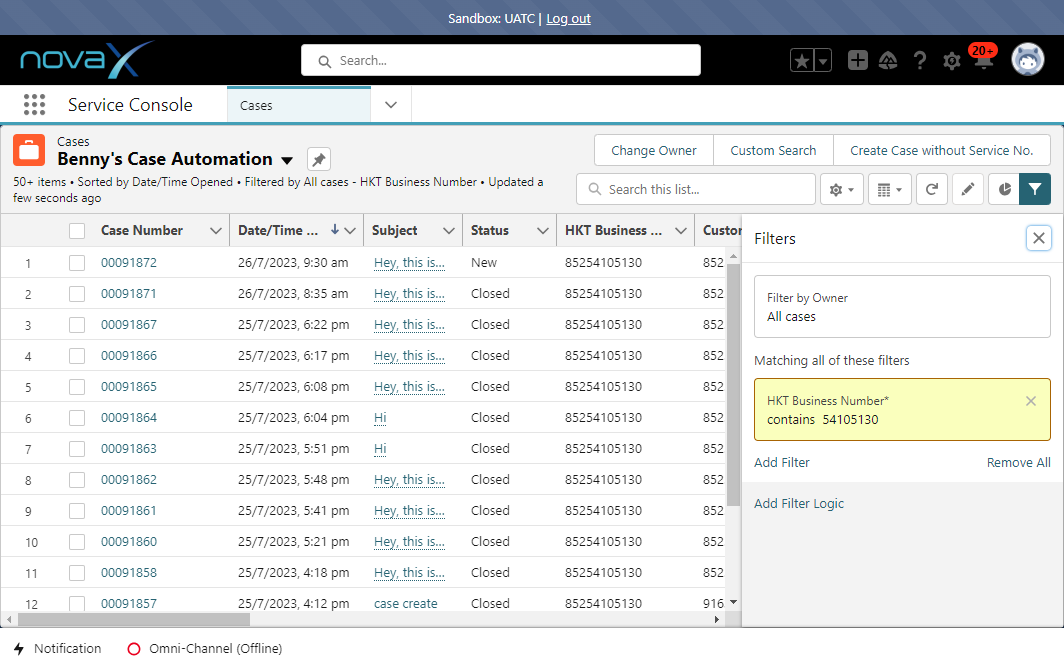 Sandbox: UATC | Log out
novaX
Search...
20+
Service Console
Cases
Cases
Benny's Case Automation
50+ items • Sorted by Date/Time Opened • Filtered by All cases - HKT Business Number • Updated a
few seconds ago
Change Owner Custom Search Create Case without Service No.
Search this list...
Case Number Date/Time ... Subject Status HKT Business ... Custor
1 00091872 26/7/2023, 9:30 am Hey, this is... New 85254105130 852
2 00091871 26/7/2023, 8:35 am Hey, this is... Closed 85254105130 852
3 00091867 25/7/2023, 6:22 pm Hey, this is... Closed 85254105130 852
4 00091866 25/7/2023, 6:17 pm Hey, this is... Closed 85254105130 852
5 00091865 25/7/2023, 6:08 pm Hey, this is... Closed 85254105130 852
6 00091864 25/7/2023, 6:04 pm Hi Closed 85254105130 852
7 00091863 25/7/2023, 5:51 pm Hi Closed 85254105130 852
8 00091862 25/7/2023, 5:48 pm Hey, this is... Closed 85254105130 852
9 00091861 25/7/2023, 5:41 pm Hey, this is... Closed 85254105130 852
10 00091860 25/7/2023, 5:21 pm Hey, this is... Closed 85254105130 852
11 00091858 25/7/2023, 4:18 pm Hey, this is... Closed 85254105130 852
12 00091857 25/7/2023, 4:12 pm case create Closed 85254105130 916
Filters
Filter by Owner
All cases
Matching all of these filters
HKT Business Number*
contains 54105130
Add Filter Remove All
Add Filter Logic
Notification Omni-Channel (Offline)